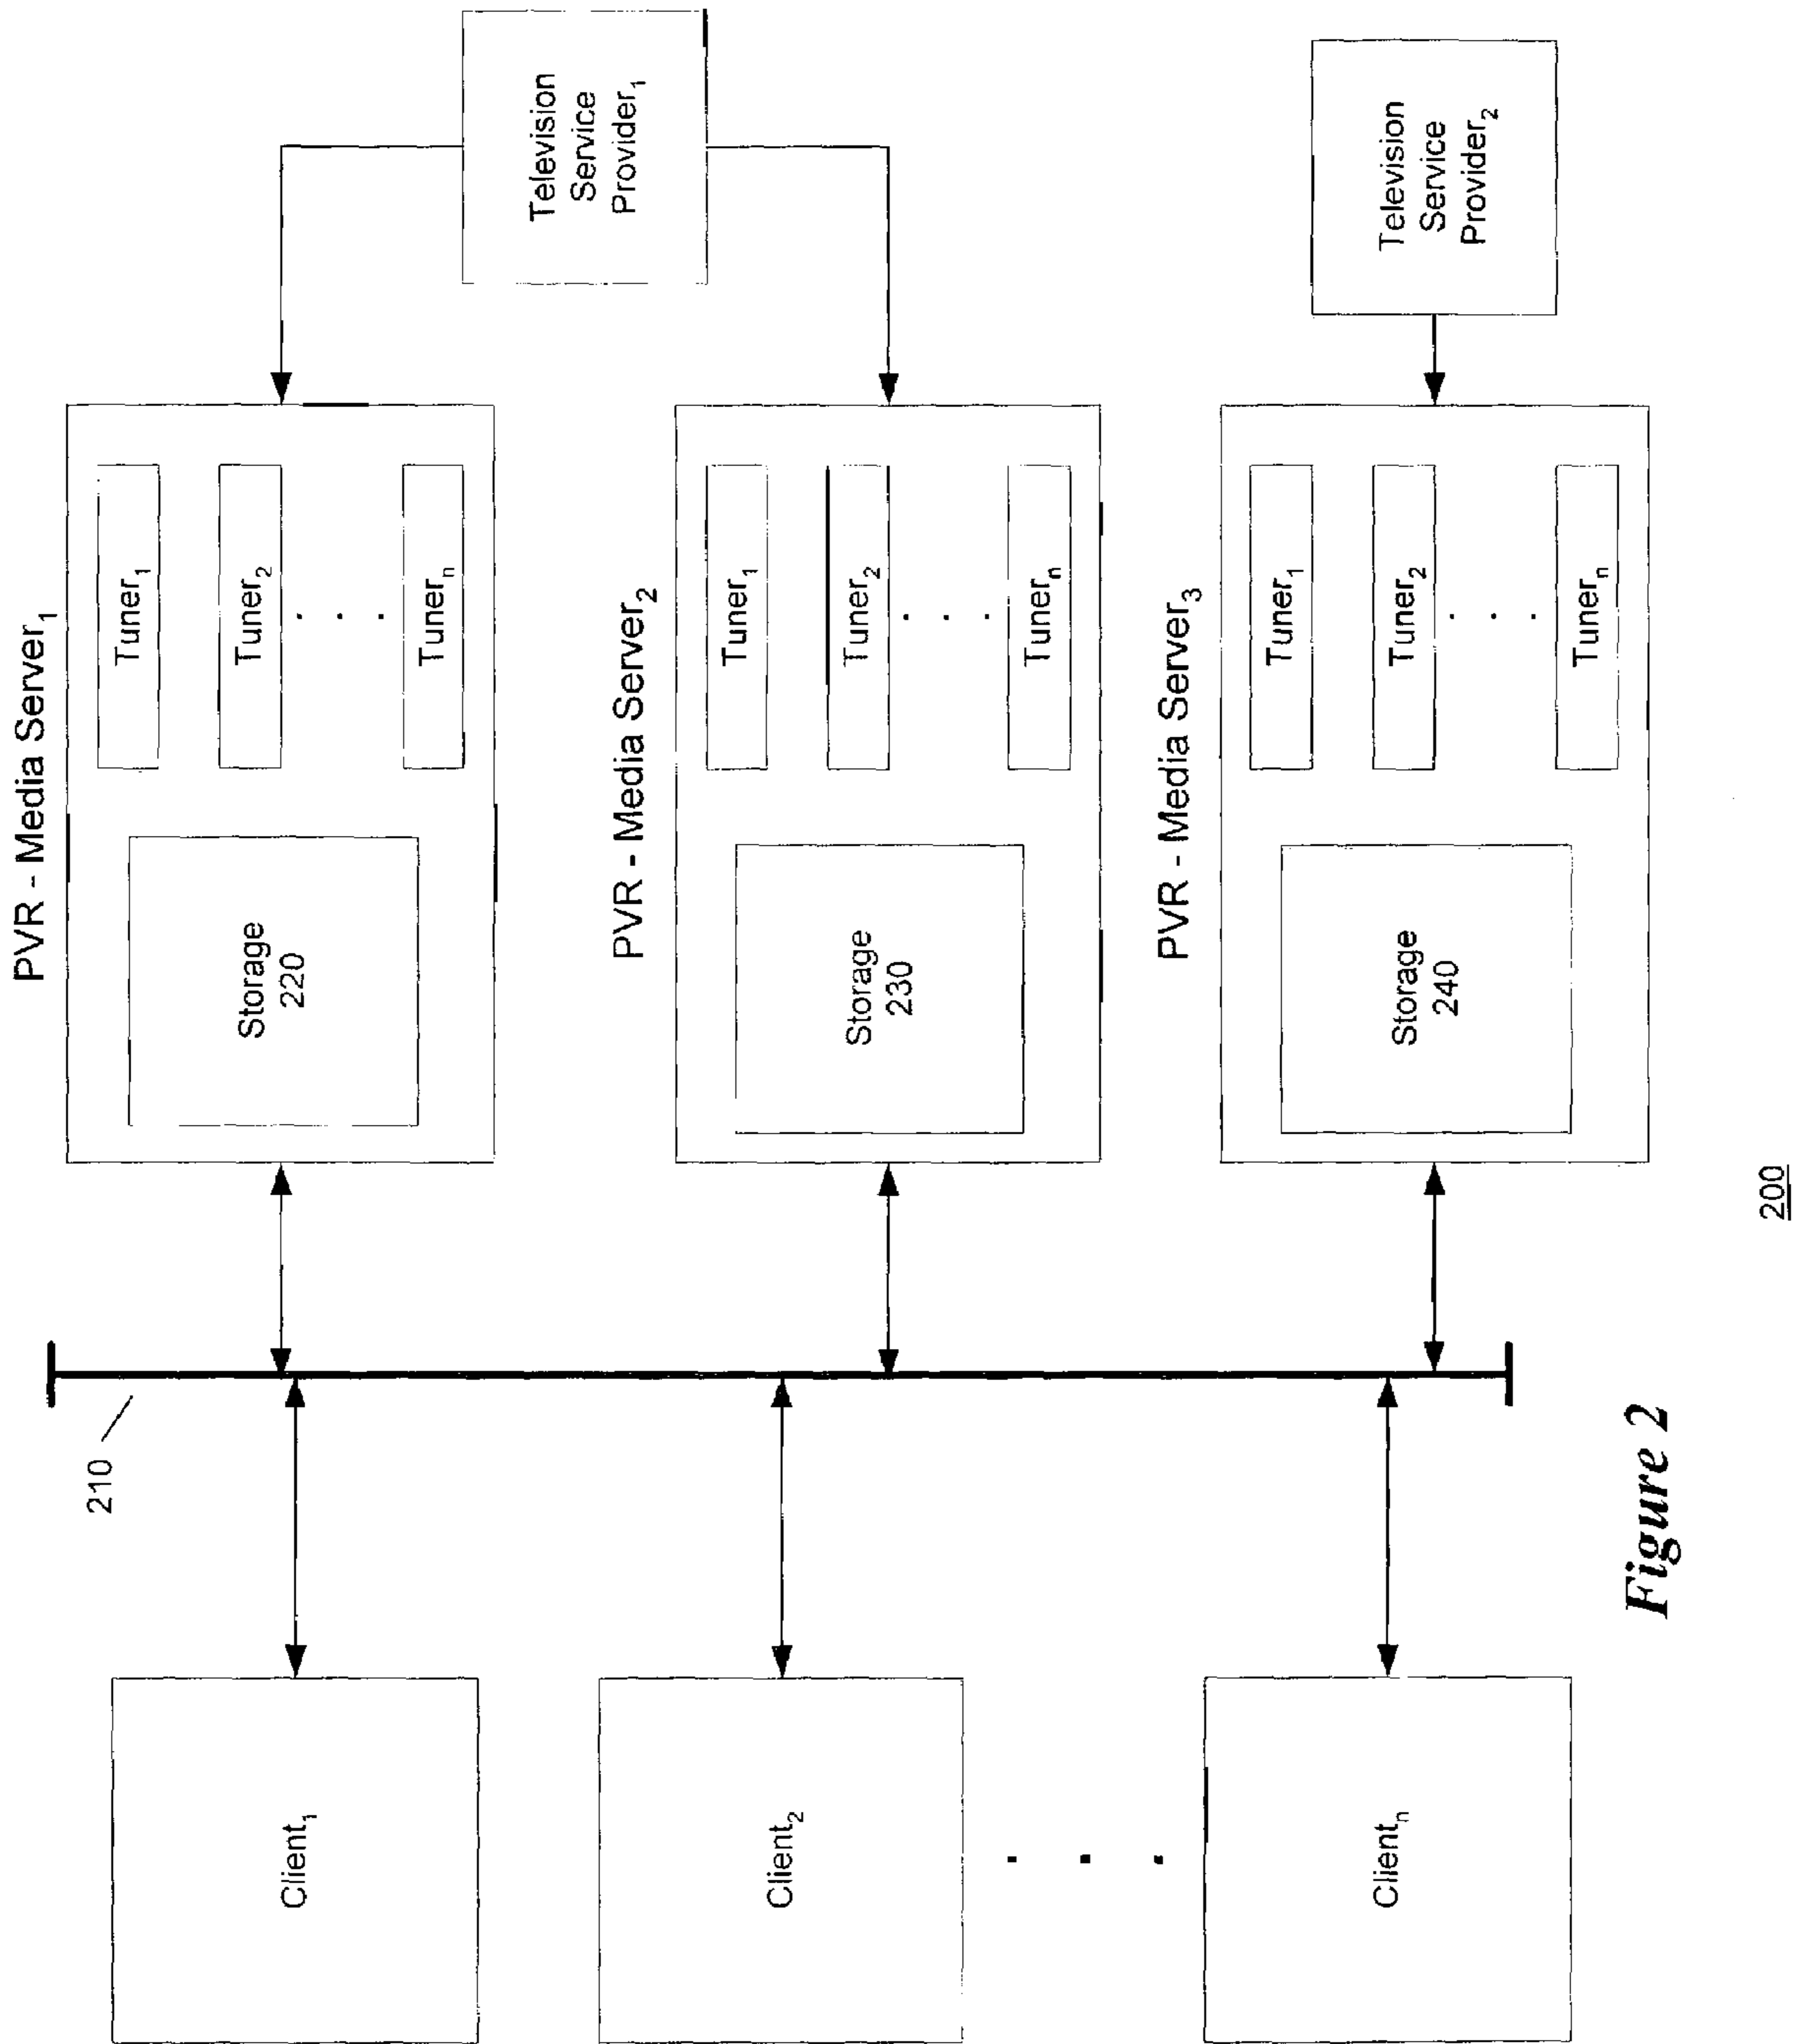 PVR - Media Server1
Storage
220
Tuner1
Tuner2
. . .
Tunern
Television
Service
Provider1
PVR - Media Server2
Storage
230
Tuner1
Tuner2
. . .
Tunern
PVR - Media Server3
Storage
240
Tuner1
Tuner2
. . .
Tunern
Television
Service
Provider2
210
Client1
Client2
. . .
Clientn
Figure 2
200